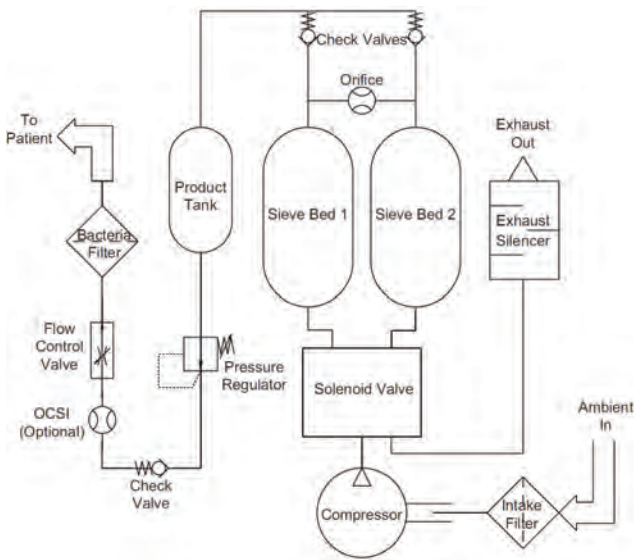 Check Valves
Orifice
To
Patient
Exhaust
Out
Product
Tank
Sieve Bed 1
Sieve Bed 2
Exhaust
Silencer
Bacteria
Filter
Flow
Control
Valve
Pressure
Regulator
Solenoid Valve
OCSI
(Optional)
Ambient
In
Check
Valve
Compressor
Intake
Filter